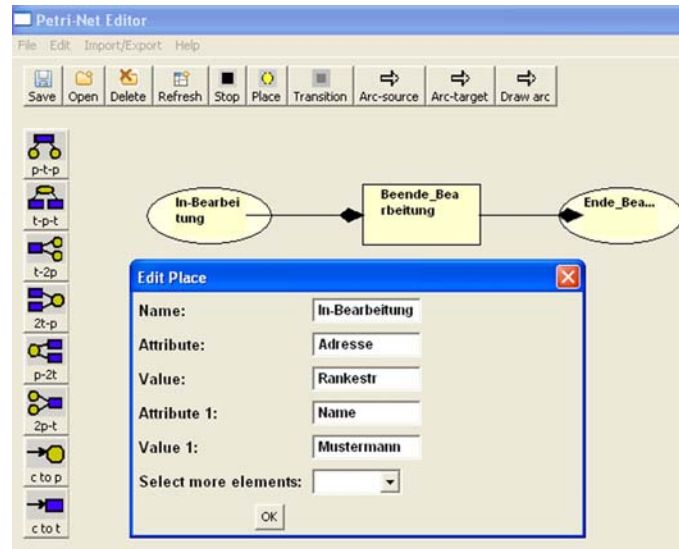 Petri-Net Editor
File Edit Import/Export Help
Save Open Delete Refresh Stop Place Transition Arc-source Arc-target Draw arc
p-t-p
t-p-t
t-2p
2t-p
p-2t
2p-t
c to p
c to t
In-Bearbei
tung
Beende_Bea
rbeitung
Ende_Bea...
Edit Place
Name: In-Bearbeitung
Attribute: Adresse
Value: Rankestr
Attribute 1: Name
Value 1: Mustermann
Select more elements:
OK